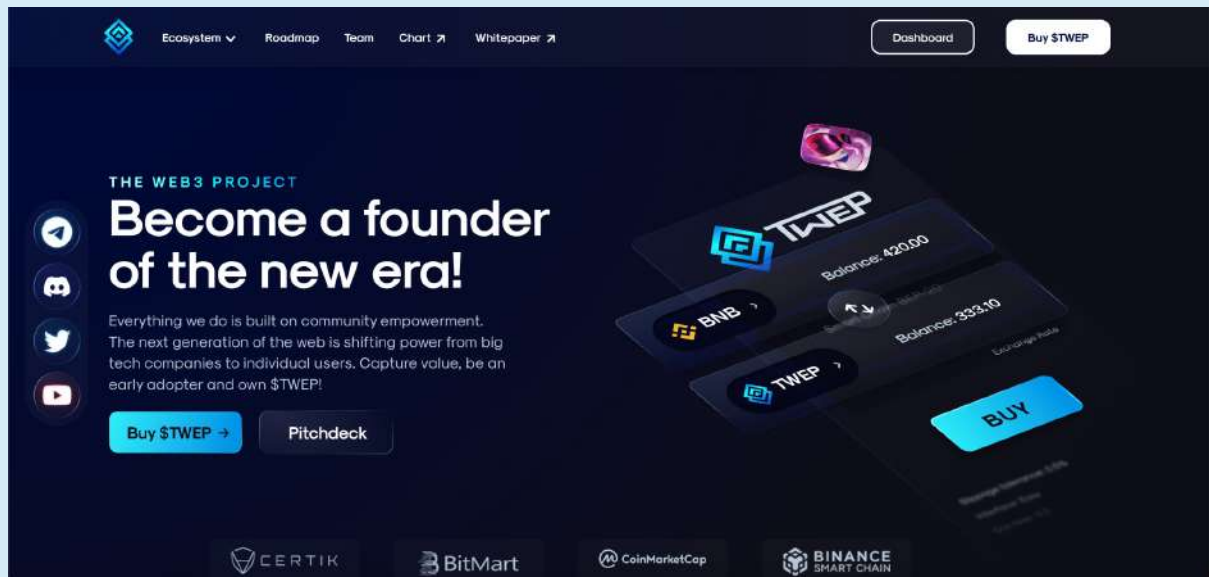 Ecosystem Roadmap Team Chart Whitepaper Dashboard Buy $TWEP
THE WEB3 PROJECT
Become a founder
of the new era!
Everything we do is built on community empowerment.
The next generation of the web is shifting power from big
tech companies to individual users. Capture value, be an
early adopter and own $TWEP!
Buy $TWEP →
Pitchdeck
TWEP
BNB
Balance: 420.00
TWEP
Balance: 333.10
Exchange Rate
BUY
CERTIK
BitMart
CoinMarketCap
BINANCE
SMART CHAIN